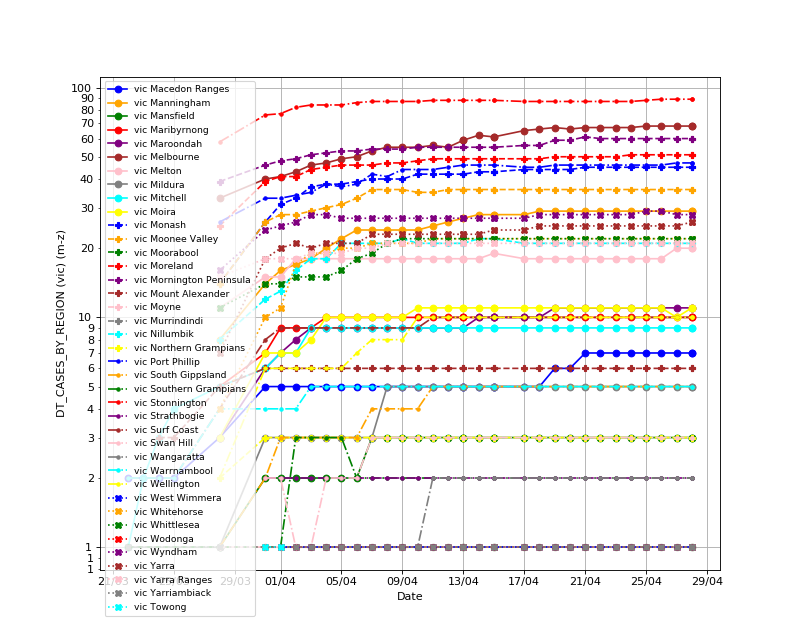 100
90
80
70
60
50
40
30
20
10
9
8
7
6
5
4
3
2
1
1
1
DT_CASES_BY_REGION (vic) (m-z)
vic Macedon Ranges
vic Manningham
vic Mansfield
vic Maribyrnong
vic Maroondah
vic Melbourne
vic Melton
vic Mildura
vic Mitchell
vic Moira
vic Monash
vic Moonee Valley
vic Moorabool
vic Moreland
vic Mornington Peninsula
vic Mount Alexander
vic Moyne
vic Murrindindi
vic Nillumbik
vic Northern Grampians
vic Port Phillip
vic South Gippsland
vic Southern Grampians
vic Stonnington
vic Strathbogie
vic Surf Coast
vic Swan Hill
vic Wangaratta
vic Warrnambool
vic Wellington
vic West Wimmera
vic Whitehorse
vic Whittlesea
vic Wodonga
vic Wyndham
vic Yarra
vic Yarra Ranges
vic Yarriambiack
vic Towong
21/03
25/03
29/03
01/04
05/04
09/04
13/04
17/04
21/04
25/04
29/04
Date